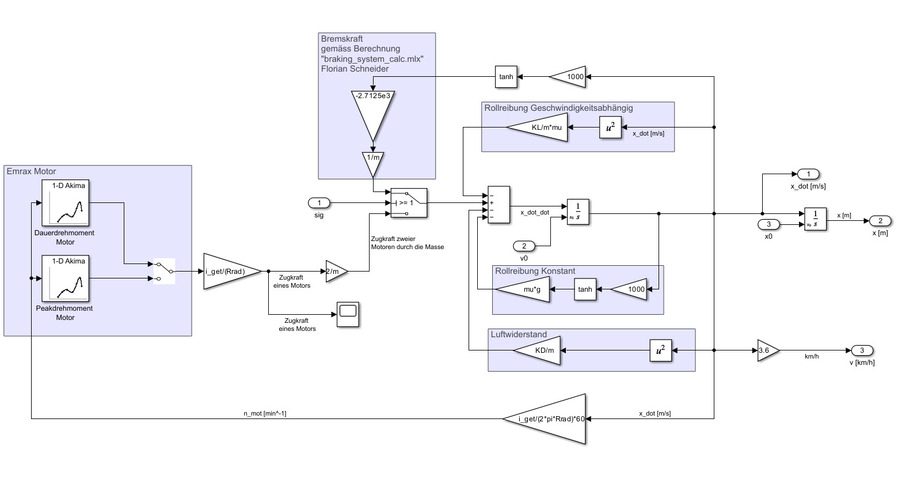 Bremskraft
gemäss Berechnung
"braking_system_calc.mlx"
Florian Schneider
-2.7125e3
1/m
tanh
1000
Rollreibung Geschwindigkeitsabhängig
KL/m*mu
u²
x_dot [m/s]
Emrax Motor
1-D Akima
Dauerdrehmoment
Motor
1-D Akima
Peakdrehmoment
Motor
i_get/(Rrad)
Zugkraft
eines Motors
Zugkraft
eines Motors
2/m
1
sig
>= 1
Zugkraft zweier
Motoren durch die Masse
−
+
−
−
x_dot_dot
2
v0
1
s
1
x_dot [m/s]
3
x0
1
s
x [m]
2
x [m]
Rollreibung Konstant
mu*g
tanh
1000
Luftwiderstand
KD/m
u²
3.6
km/h
3
v [km/h]
n_mot [min^-1]
i_get/(2*pi*Rrad)*60
x_dot [m/s]